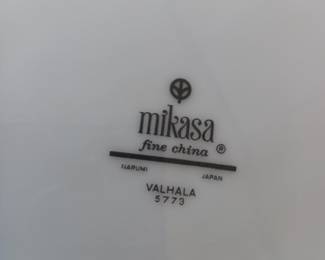 mikasa
fine china ®
NARUMI JAPAN
VALHALA
5773